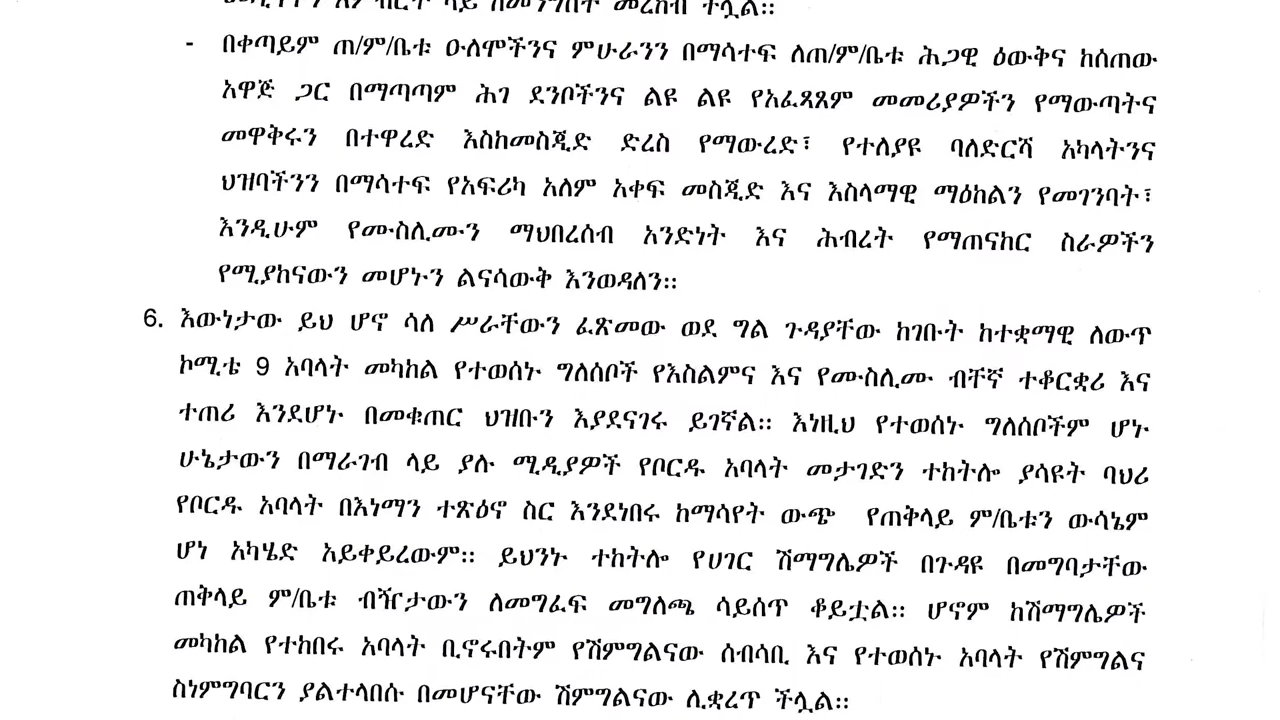 ላይ ከመንግስት መረከብ ተሏል፡፡
- በቀጣይም ጠ/ም/ቤቱ ዑለሞችንና ምሁራንን በማሳተፍ ለጠ/ም/ቤቱ ሕጋዊ ዕውቅና ከሰጠው
አዋጅ ጋር በማጣጣም ሕገ ደንቦችንና ልዩ ልዩ የአፈጻጸም መመሪያዎችን የማውጣትና
መዋቅሩን በተዋረድ እስከመስጂድ ድረስ የማውረድ፣ የተለያዩ ባለድርሻ አካላትንና
ህዝባችንን በማሳተፍ የአፍሪካ አለም አቀፍ መስጂድ እና እስላማዊ ማዕከልን የመገንባት፣
እንዲሁም የሙስሊሙን ማህበረሰብ አንድነት እና ሕብረት የማጠናከር ስራዎችን
የሚያከናውን መሆኑን ልናሳውቅ እንወዳለን፡፡
6. እውነታው ይህ ሆኖ ሳለ ሥራቸውን ፈጽመው ወደ ግል ጉዳያቸው ከገቡት ከተቋማዊ ለውጥ
ኮሚቴ 9 አባላት መካከል የተወሰኑ ግለሰቦች የእስልምና እና የሙስሊሙ ብቸኛ ተቆርቋሪ እና
ተጠሪ እንደሆኑ በመቁጠር ህዝቡን እያደናገሩ ይገኛል፡፡ እነዚህ የተወሰኑ ግለሰቦችም ሆኑ
ሁኔታውን በማራገብ ላይ ያሉ ሚዲያዎች የቦርዱ አባላት መታገድን ተከትሎ ያሳዩት ባህሪ
የቦርዱ አባላት በእነማን ተጽዕኖ ስር እንደነበሩ ከማሳየት ውጭ የጠቅላይ ም/ቤቱን ውሳኔም
ሆነ አካሄድ አይቀይረውም፡፡ ይህንኑ ተከትሎ የሀገር ሽማግሌዎች በጉዳዩ በመግባታቸው
ጠቅላይ ም/ቤቱ ብዥታውን ለመግፈፍ መግለጫ ሳይሰጥ ቆይቷል፡፡ ሆኖም ከሽማግሌዎች
መካከል የተከበሩ አባላት ቢኖሩበትም የሽምግልናው ሰብሳቢ እና የተወሰኑ አባላት የሽምግልና
ስነምግባርን ያልተላበሱ በመሆናቸው ሽምግልናው ሊቋረጥ ችሏል፡፡